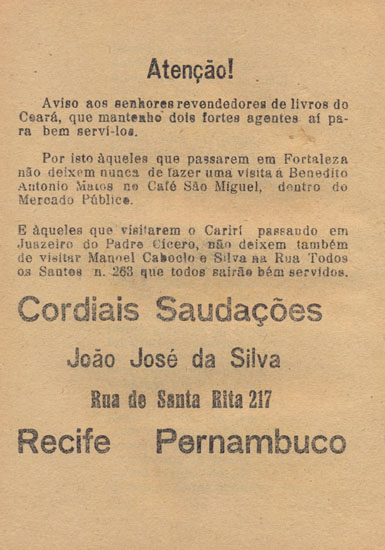 Atenção!
Aviso aos senhores revendedores de livros do
Ceará, que mantenho dois fortes agentes aí pa
ra bem servi-los.
Por isto àqueles que passarem em Fortaleza
não deixem nunca de fazer uma visita a Benedito
Antonio Matos no Café São Miguel, dentro do
Mercado Público.
E àqueles que visitarem o Carirí passando em
Juazeiro do Padre Cícero, não deixem também
de visitar Manoel Caboclo e Silva na Rua Todos
os Santos n. 263 que todos sairão bém servidos.
Cordiais Saudações
João José da Silva
Rua de Santa Rita 217
Recife Pernambuco